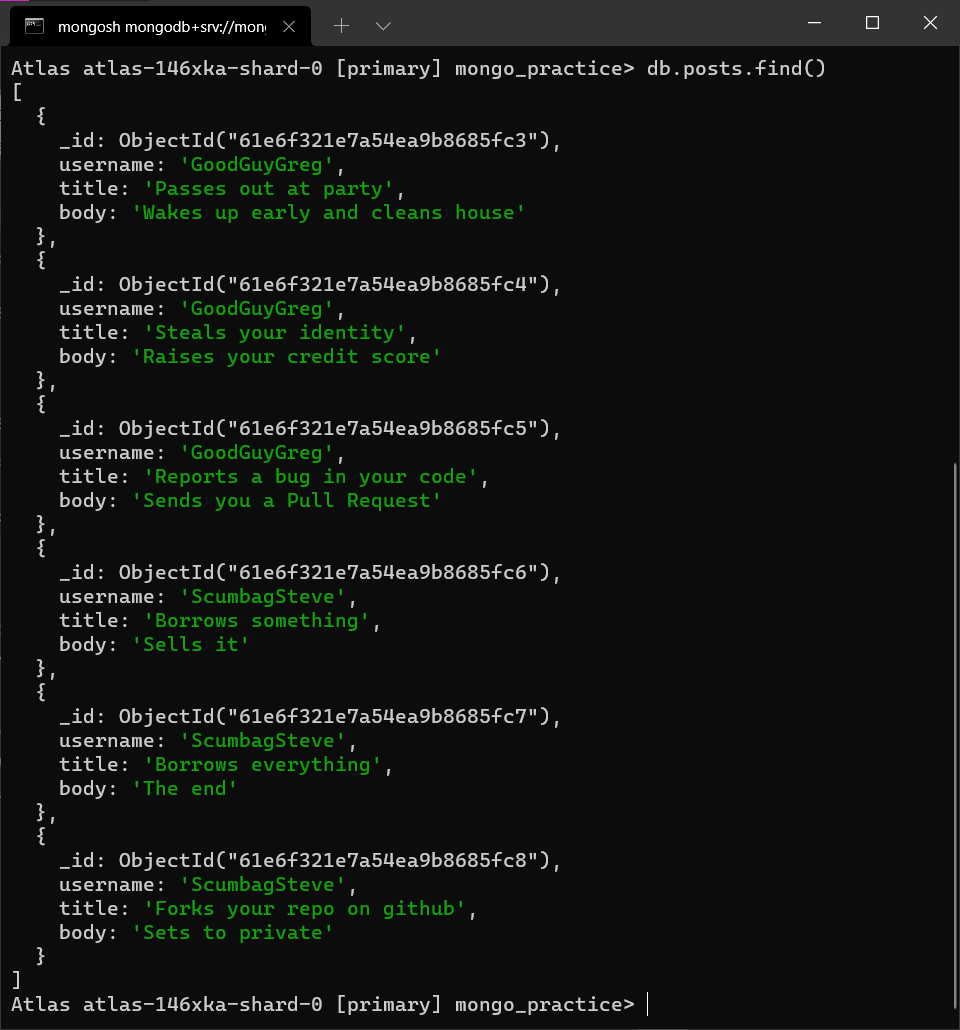 mongosh mongodb+srv://mon
Atlas atlas-146xka-shard-0 [primary] mongo_practice> db.posts.find()
[
  {
    _id: ObjectId("61e6f321e7a54ea9b8685fc3"),
    username: 'GoodGuyGreg',
    title: 'Passes out at party',
    body: 'Wakes up early and cleans house'
  },
  {
    _id: ObjectId("61e6f321e7a54ea9b8685fc4"),
    username: 'GoodGuyGreg',
    title: 'Steals your identity',
    body: 'Raises your credit score'
  },
  {
    _id: ObjectId("61e6f321e7a54ea9b8685fc5"),
    username: 'GoodGuyGreg',
    title: 'Reports a bug in your code',
    body: 'Sends you a Pull Request'
  },
  {
    _id: ObjectId("61e6f321e7a54ea9b8685fc6"),
    username: 'ScumbagSteve',
    title: 'Borrows something',
    body: 'Sells it'
  },
  {
    _id: ObjectId("61e6f321e7a54ea9b8685fc7"),
    username: 'ScumbagSteve',
    title: 'Borrows everything',
    body: 'The end'
  },
  {
    _id: ObjectId("61e6f321e7a54ea9b8685fc8"),
    username: 'ScumbagSteve',
    title: 'Forks your repo on github',
    body: 'Sets to private'
  }
]
Atlas atlas-146xka-shard-0 [primary] mongo_practice>